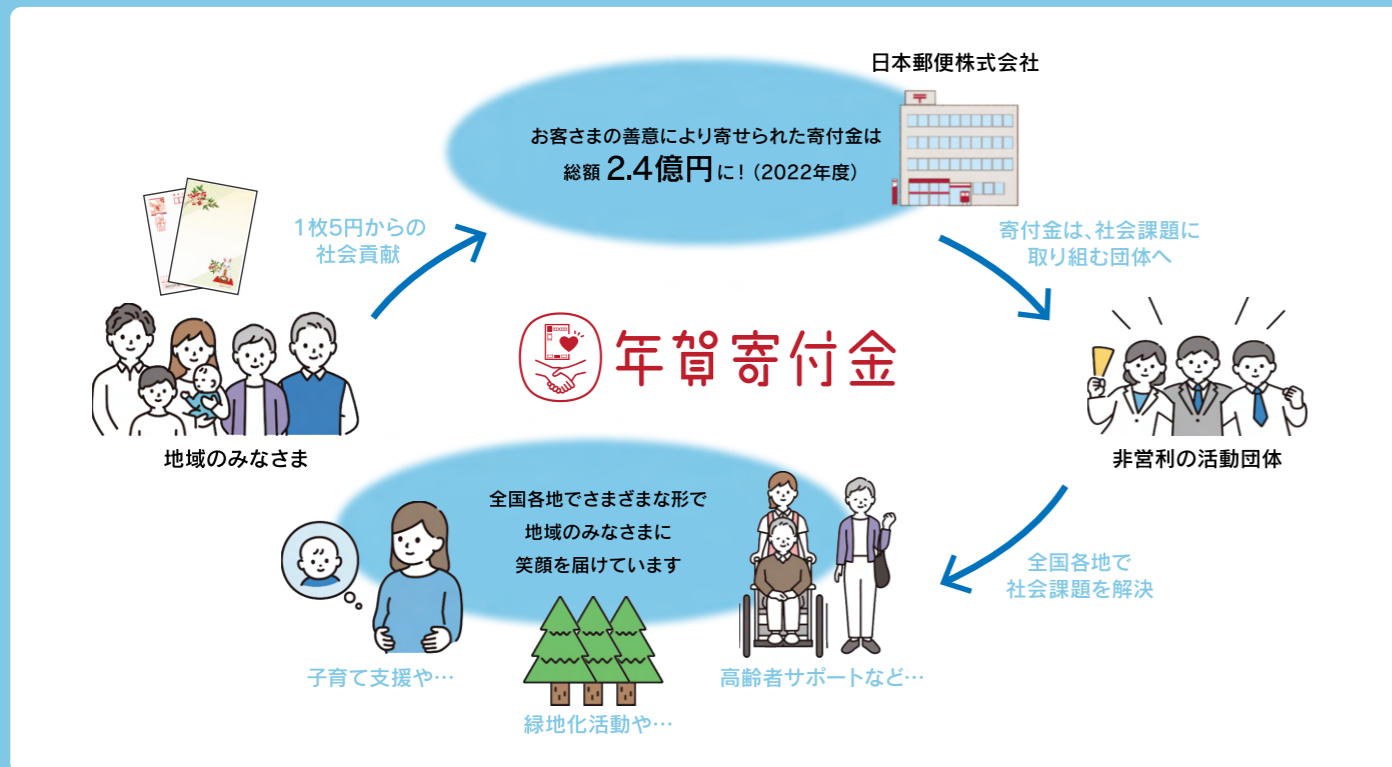 日本郵便株式会社
お客さまの善意により寄せられた寄付金は
総額 2.4億円に！（2022年度）
1枚5円からの
社会貢献
寄付金は、社会課題に
取り組む団体へ
年賀寄付金
地域のみなさま
非営利の活動団体
全国各地でさまざまな形で
地域のみなさまに
笑顔を届けています
全国各地で
社会課題を解決
子育て支援や…
高齢者サポートなど…
緑地化活動や…